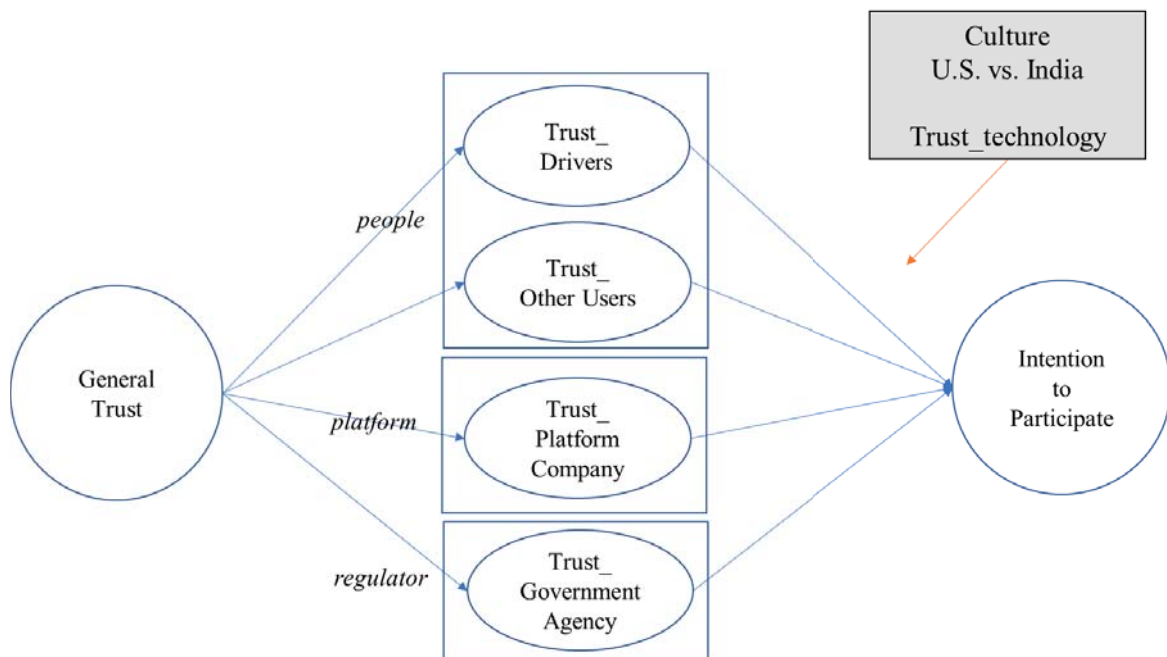 Culture
U.S. vs. India
Trust_technology
Trust_
Drivers
people
Trust_
Other Users
General
Trust
platform
Trust_
Platform
Company
Intention
to
Participate
regulator
Trust_
Government
Agency